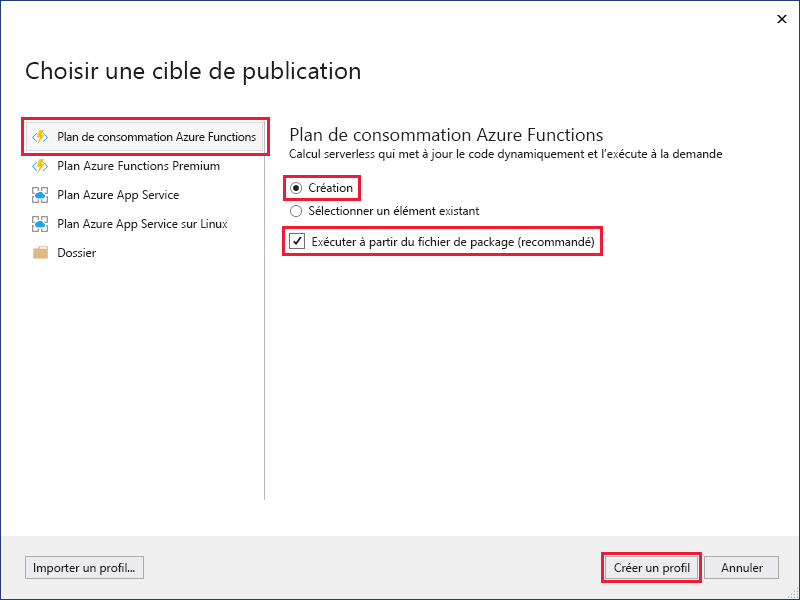 Choisir une cible de publication
Plan de consommation Azure Functions
Plan Azure Functions Premium
Plan Azure App Service
Plan Azure App Service sur Linux
Dossier
Plan de consommation Azure Functions
Calcul serverless qui met à jour le code dynamiquement et l'exécute à la demande
Création
Sélectionner un élément existant
Exécuter à partir du fichier de package (recommandé)
Importer un profil...
Créer un profil
Annuler